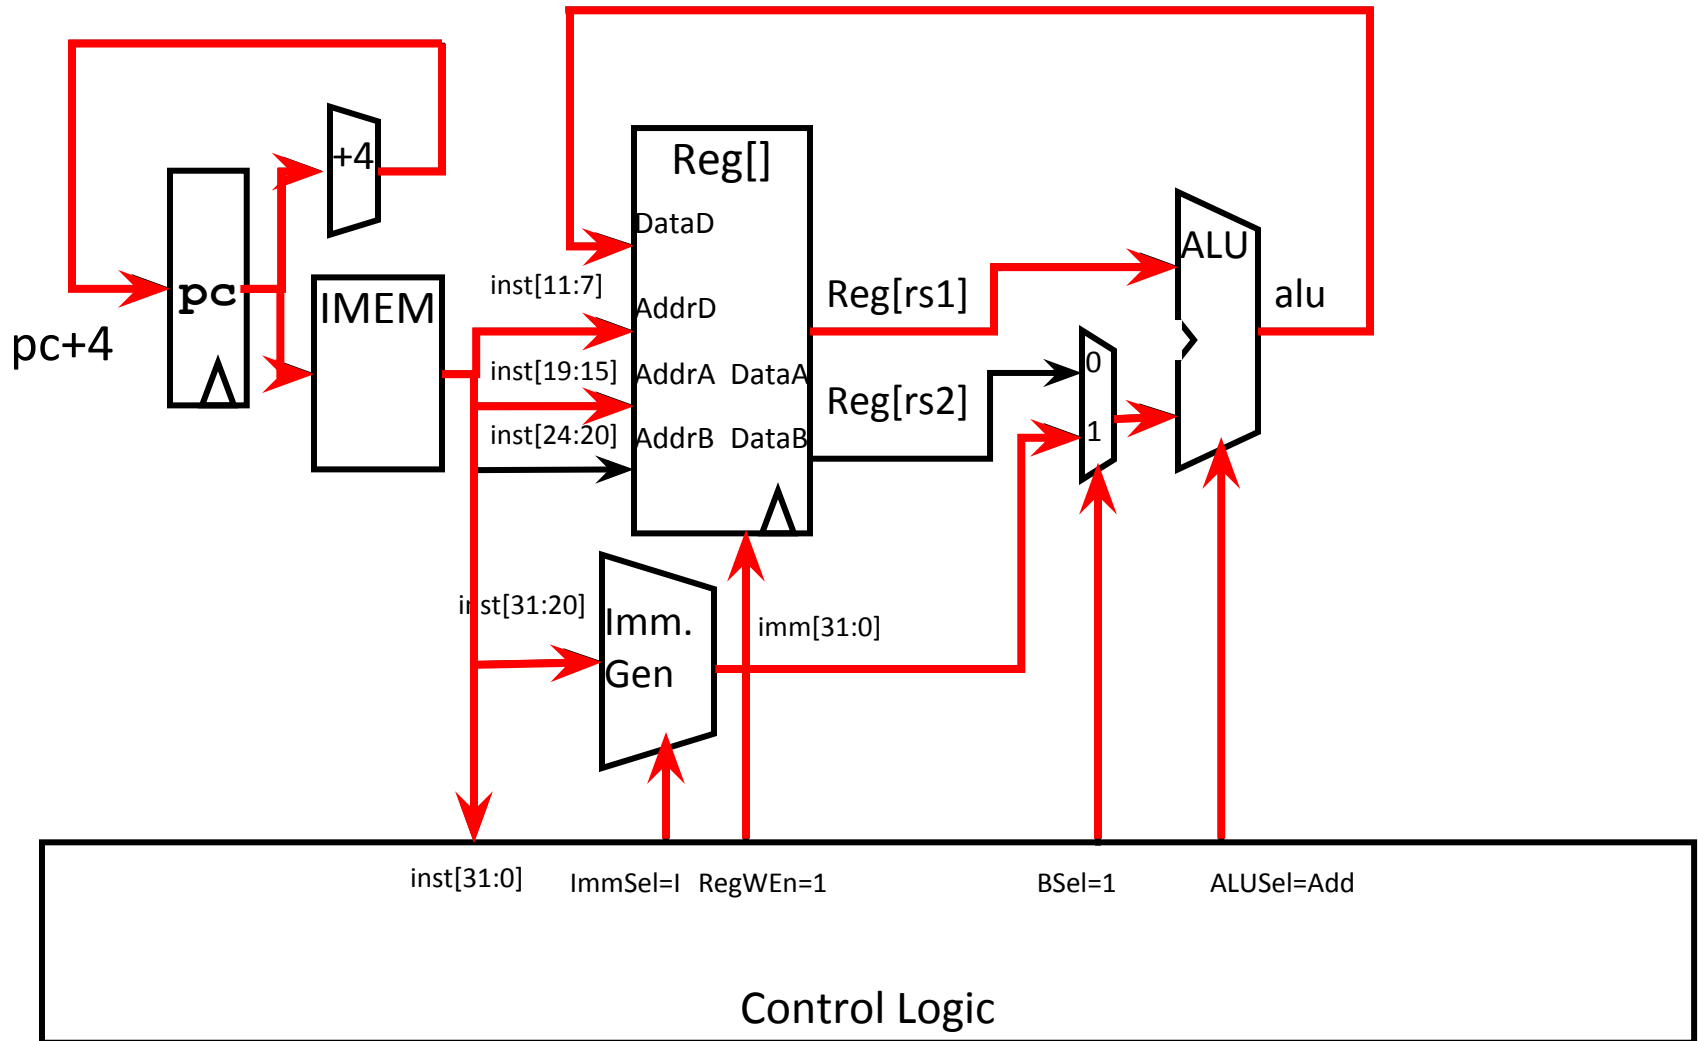 +4
Reg[]
DataD
ALU
pc
IMEM
inst[11:7]
AddrD
Reg[rs1]
alu
pc+4
inst[19:15]
AddrA
DataA
0
Reg[rs2]
inst[24:20]
AddrB
DataB
1
inst[31:20]
Imm.
Gen
imm[31:0]
inst[31:0]
ImmSel=I
RegWEn=1
BSel=1
ALUSel=Add
Control Logic